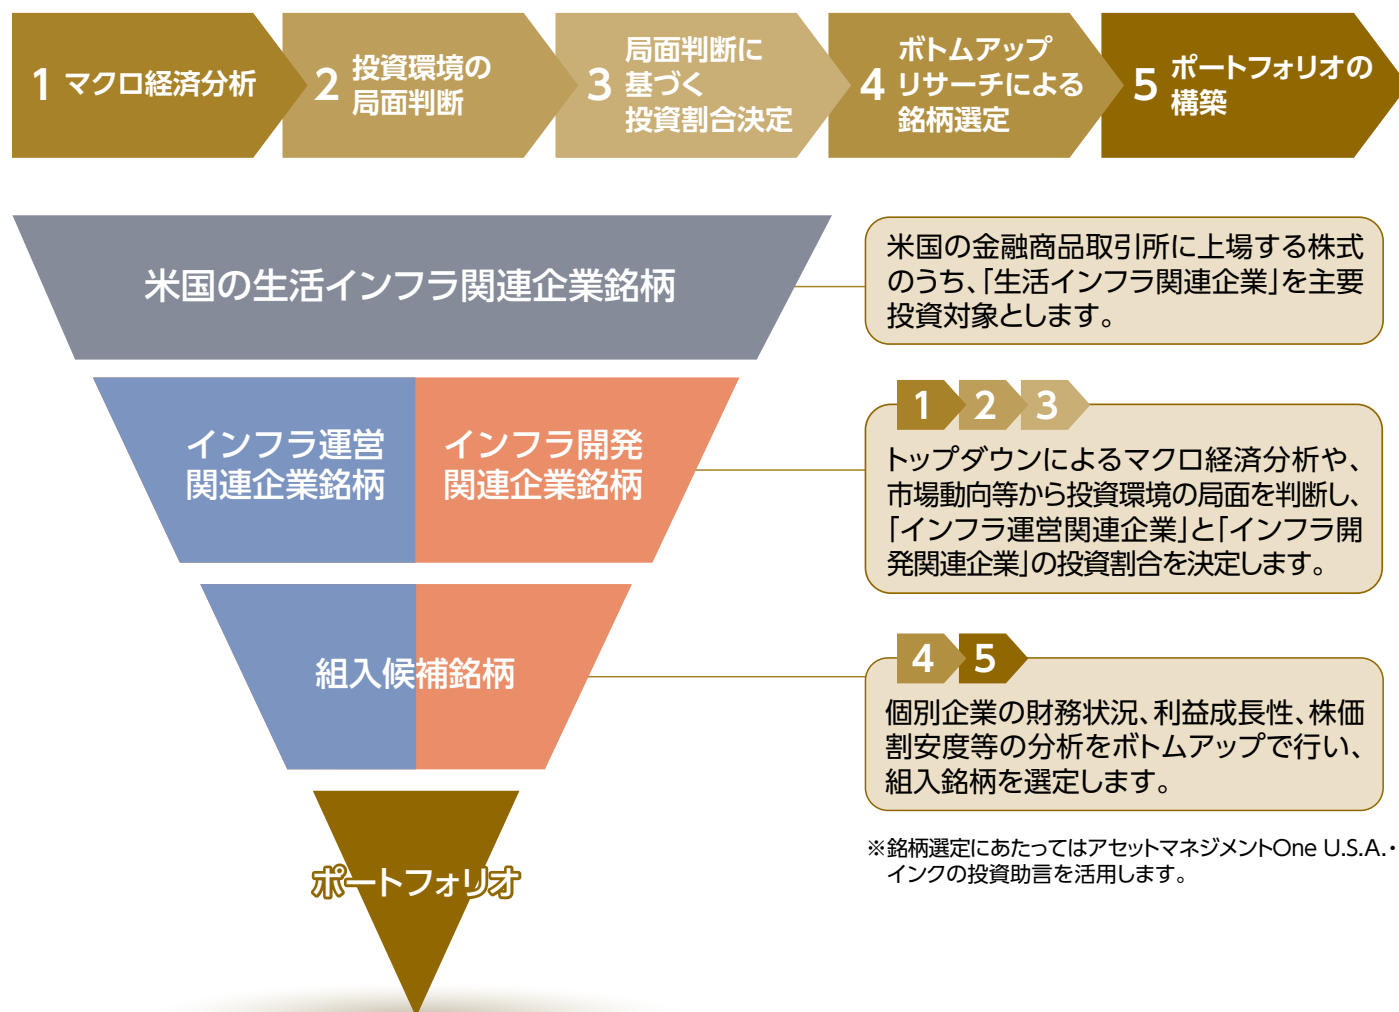 1 マクロ経済分析
2 投資環境の
局面判断
3 局面判断に
基づく
投資割合決定
4 ボトムアップ
リサーチによる
銘柄選定
5 ポートフォリオの
構築
米国の生活インフラ関連企業銘柄
米国の金融商品取引所に上場する株式
のうち、「生活インフラ関連企業」を主要
投資対象とします。
インフラ運営
関連企業銘柄
インフラ開発
関連企業銘柄
1 2 3
トップダウンによるマクロ経済分析や、
市場動向等から投資環境の局面を判断し、
「インフラ運営関連企業」と「インフラ開
発関連企業」の投資割合を決定します。
組入候補銘柄
4 5
個別企業の財務状況、利益成長性、株価
割安度等の分析をボトムアップで行い、
組入銘柄を選定します。
※銘柄選定にあたってはアセットマネジメントOne U.S.A.・
インクの投資助言を活用します。
ポートフォリオ